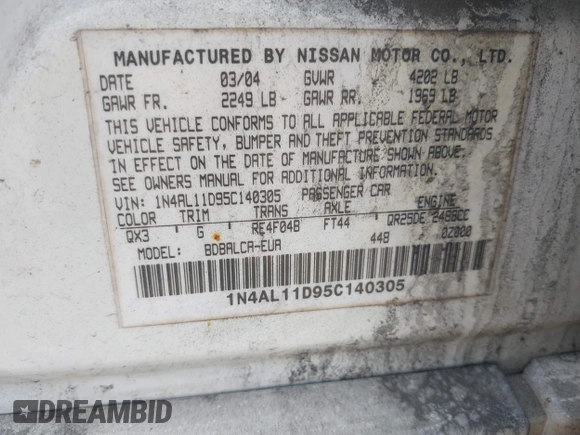 MANUFACTURED BY NISSAN MOTOR CO., LTD.
DATE 03/04 GVWR 4202 LB
GAWR FR. 2249 LB GAWR RR. 1969 LB
THIS VEHICLE CONFORMS TO ALL APPLICABLE FEDERAL MOTOR
VEHICLE SAFETY, BUMPER AND THEFT PREVENTION STANDARDS
IN EFFECT ON THE DATE OF MANUFACTURE SHOWN ABOVE.
SEE OWNERS MANUAL FOR ADDITIONAL INFORMATION.
VIN: 1N4AL11D95C140305 PASSENGER CAR
COLOR TRIM TRANS AXLE ENGINE
QX3 G RE4F04B FT44 QR25DE 2488CC
MODEL: BDBALCA-EUA 448 0Z000
1N4AL11D95C140305
DREAMBID